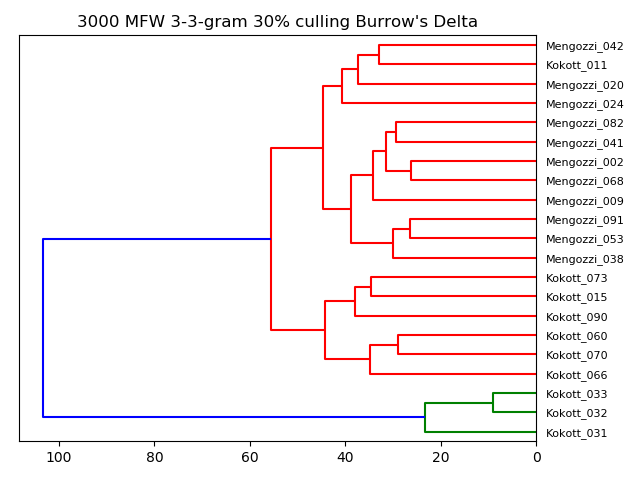 3000 MFW 3-3-gram 30% culling Burrow's Delta
Mengozzi_042
Kokott_011
Mengozzi_020
Mengozzi_024
Mengozzi_082
Mengozzi_041
Mengozzi_002
Mengozzi_068
Mengozzi_009
Mengozzi_091
Mengozzi_053
Mengozzi_038
Kokott_073
Kokott_015
Kokott_090
Kokott_060
Kokott_070
Kokott_066
Kokott_033
Kokott_032
Kokott_031
100 80 60 40 20 0